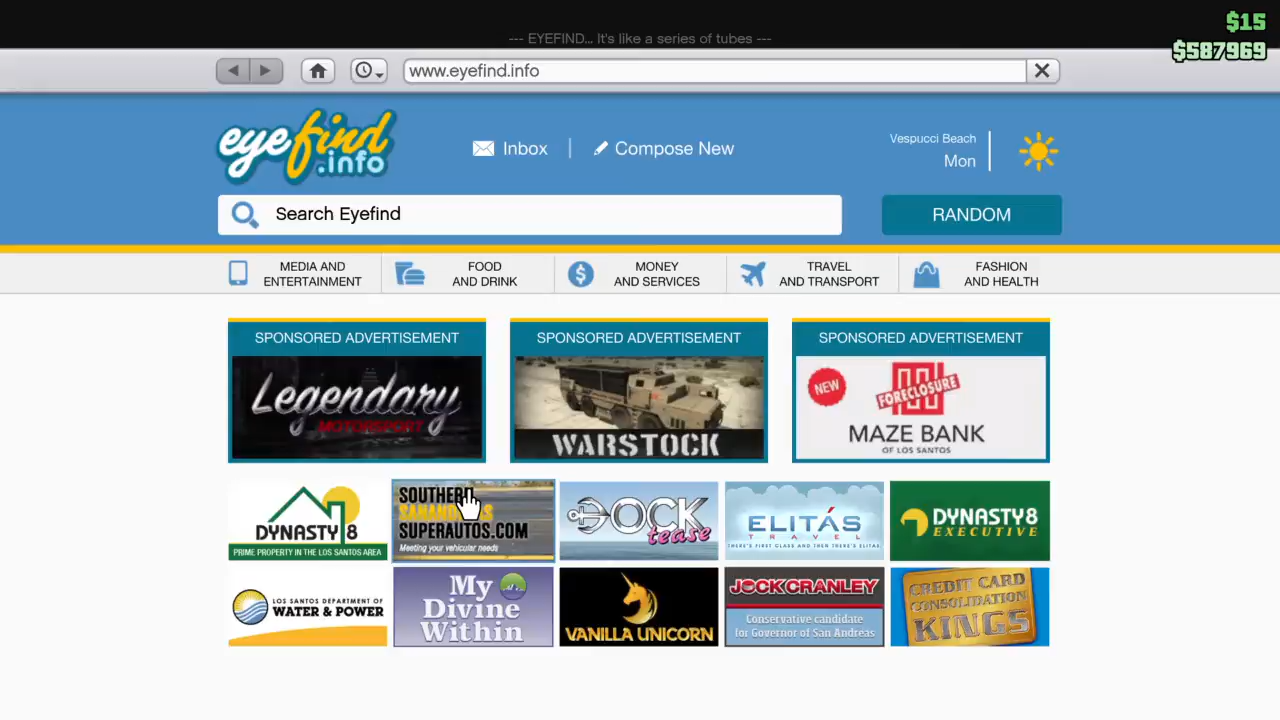 $15
--- EYEFIND... It's like a series of tubes ---
$587969
www.eyefind.info
eyefind
.info
Inbox
Compose New
Vespucci Beach
Mon
Search Eyefind
RANDOM
MEDIA AND
ENTERTAINMENT
FOOD
AND DRINK
MONEY
AND SERVICES
TRAVEL
AND TRANSPORT
FASHION
AND HEALTH
SPONSORED ADVERTISEMENT
Legendary
MOTORSPORT
SPONSORED ADVERTISEMENT
WARSTOCK
SPONSORED ADVERTISEMENT
NEW
FORECLOSURE
MAZE BANK
OF LOS SANTOS
DYNASTY 8
PRIME PROPERTY IN THE LOS SANTOS AREA
SOUTHERN
SUPERAUTOS.COM
Meeting your vehicular needs
DOCK
tease
ELITÁS
TRAVEL
THERE'S FIRST CLASS AND THEN THERE'S ELITAS
DYNASTY8
EXECUTIVE
LOS SANTOS DEPARTMENT OF
WATER & POWER
My
Divine
Within
VANILLA UNICORN
JOCK CRANLEY
Conservative candidate
for Governor of San Andreas
CREDIT CARD
CONSOLIDATION
KINGS